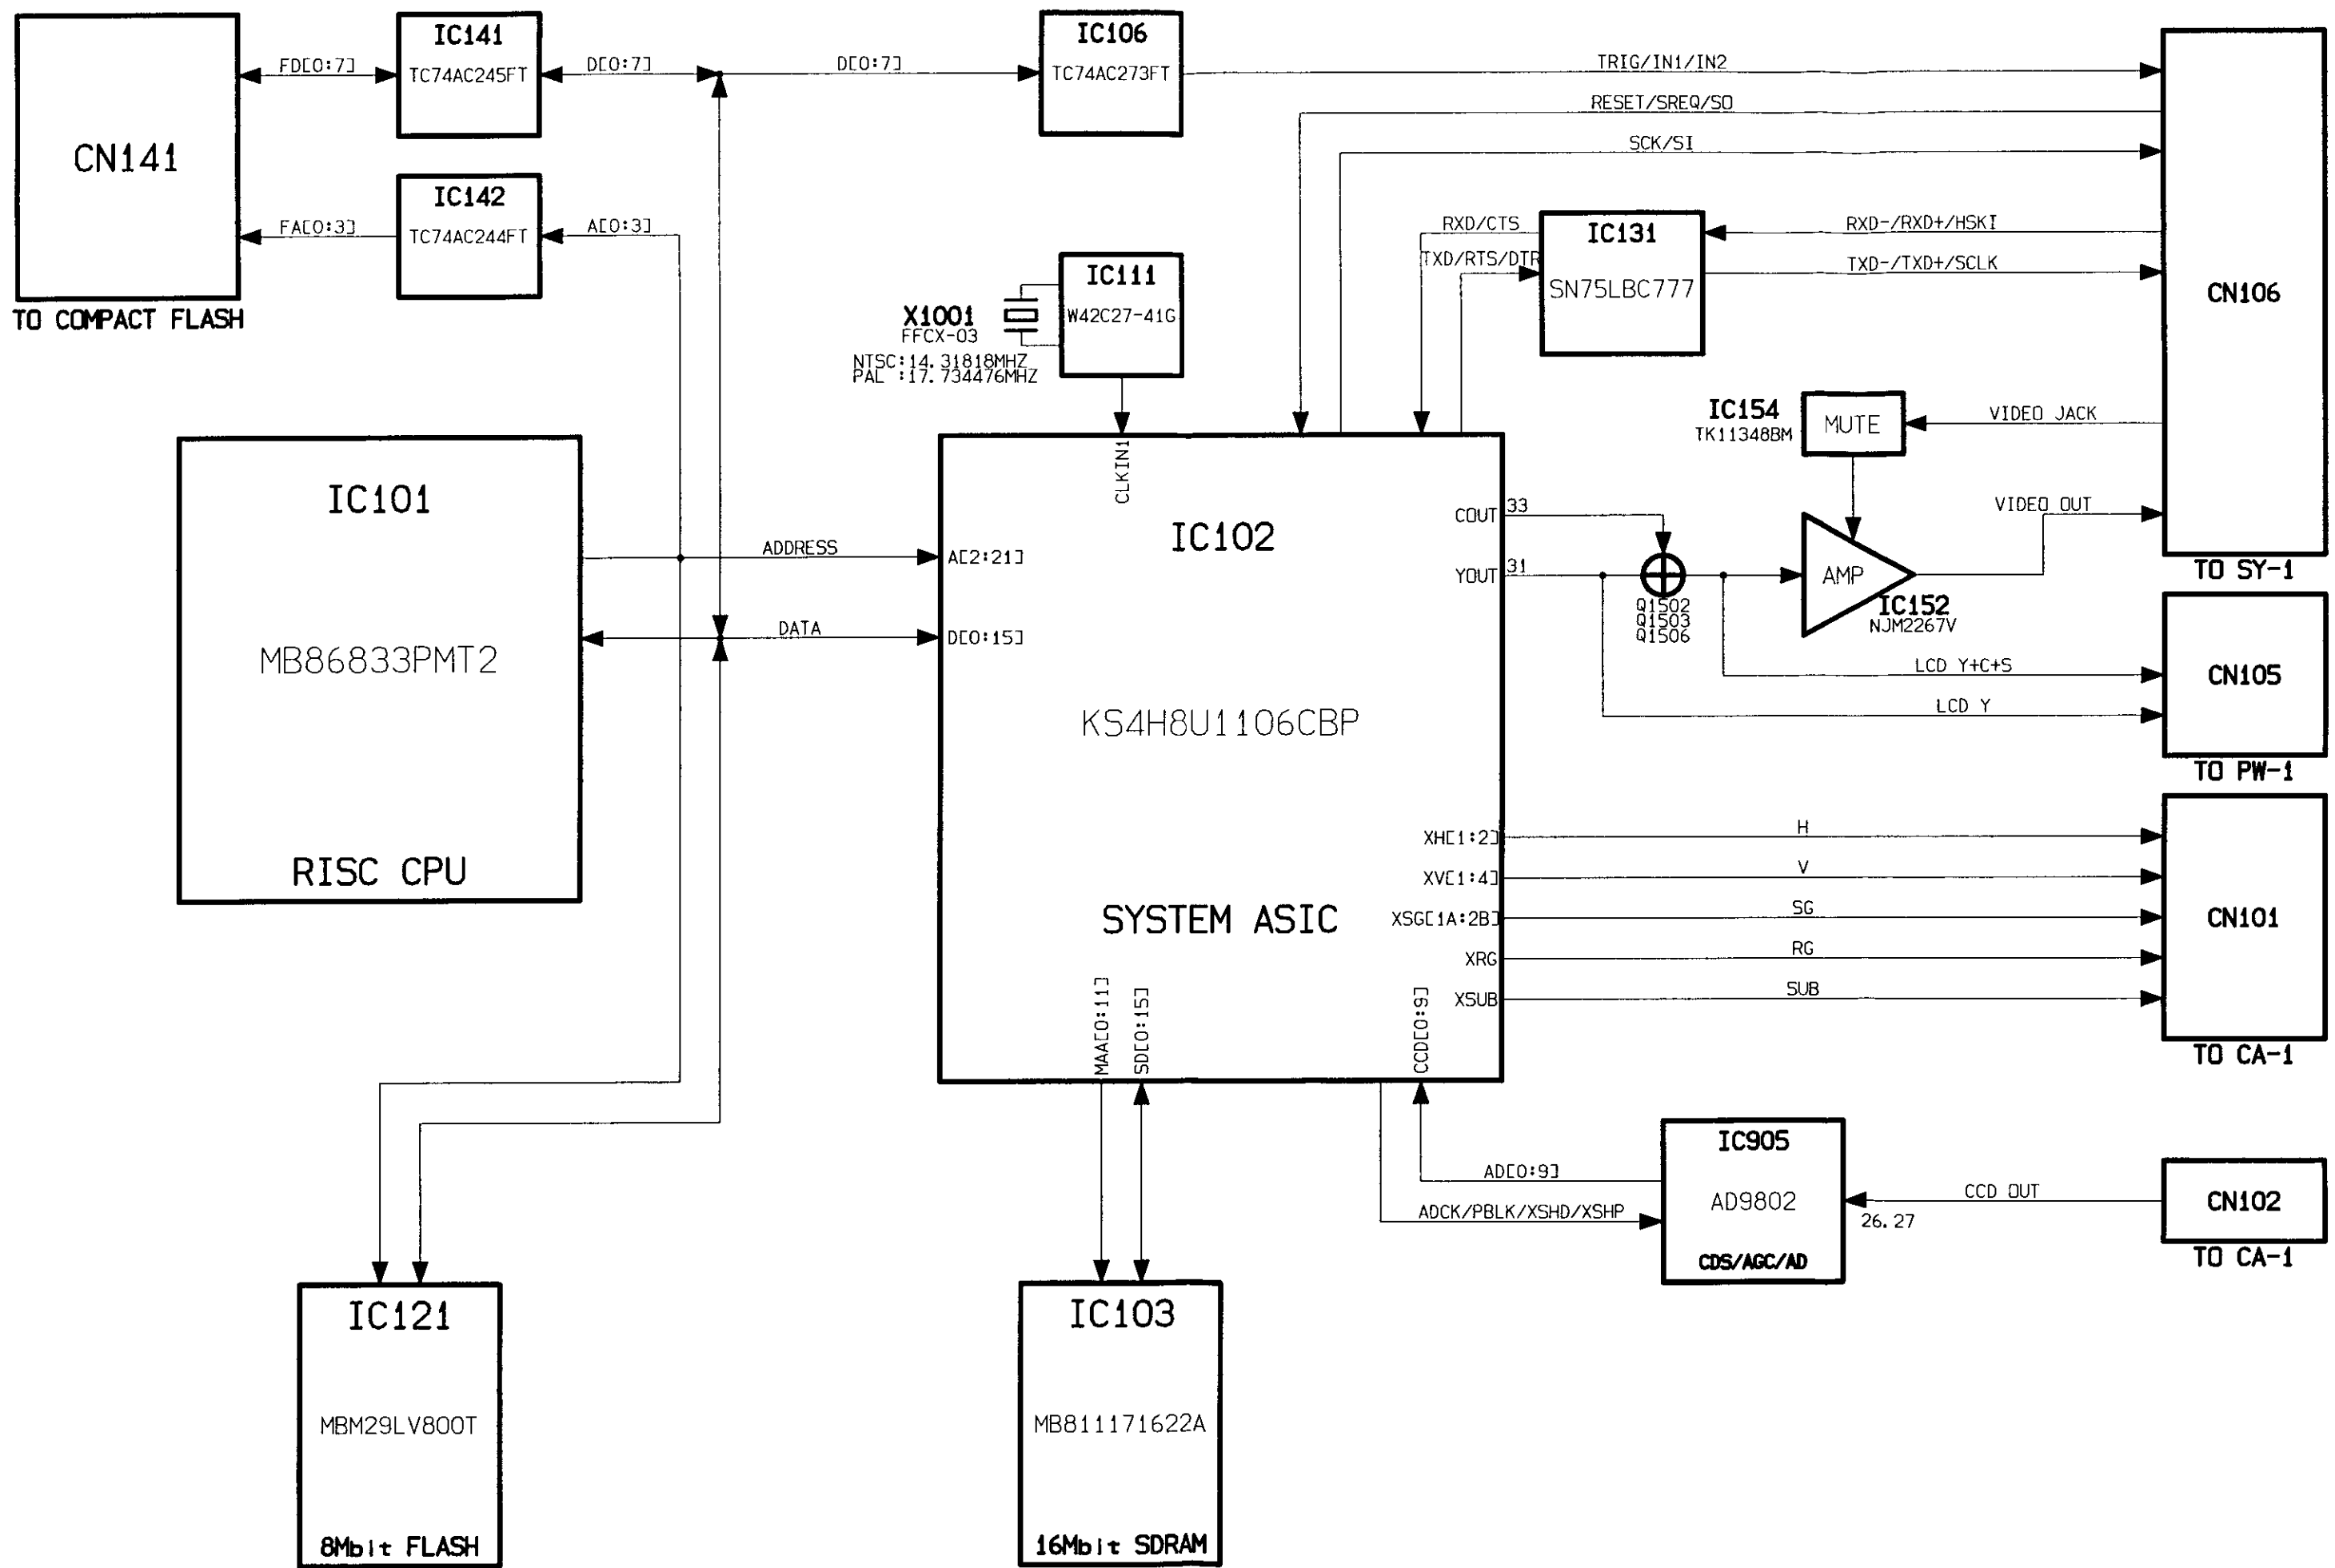 CN141
TO COMPACT FLASH
FD[0:7]
IC141
TC74AC245FT
D[0:7]
D[0:7]
IC106
TC74AC273FT
TRIG/IN1/IN2
RESET/SREQ/SO
SCK/SI
FA[0:3]
IC142
TC74AC244FT
A[0:3]
RXD/CTS
TXD/RTS/DTR
IC131
SN75LBC777
RXD-/RXD+/HSKI
TXD-/TXD+/SCLK
CN106
TO SY-1
X1001
FFCX-03
NTSC:14.31818MHZ
PAL :17.734476MHZ
IC111
W42C27-41G
IC154
TK11348BM
MUTE
VIDEO JACK
VIDEO OUT
IC101
MB86833PMT2
RISC CPU
ADDRESS
DATA
CLKIN1
IC102
KS4H8U1106CBP
SYSTEM ASIC
A[2:21]
D[0:15]
COUT
33
YOUT
31
Q1502
Q1503
Q1506
AMP
IC152
NJM2267V
LCD Y+C+S
LCD Y
CN105
TO PW-1
XH[1:2]
H
XV[1:4]
V
XSG[1A:2B]
SG
XRG
RG
XSUB
SUB
CN101
TO CA-1
MAA[0:11]
SD[0:15]
CCD[0:9]
AD[0:9]
ADCK/PBLK/XSHD/XSHP
IC905
AD9802
CDS/AGC/AD
26.27
CCD OUT
CN102
TO CA-1
IC121
MBM29LV800T
8Mbit FLASH
IC103
MB811171622A
16Mbit SDRAM